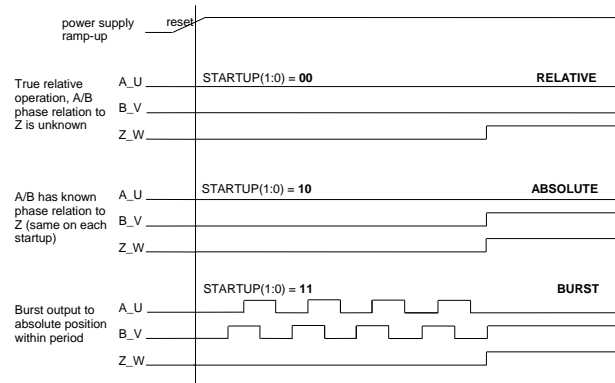 power supply
ramp-up
reset
True relative
operation, A/B
phase relation to
Z is unknown
A_U
STARTUP(1:0) = 00
RELATIVE
B_V
Z_W
A/B has known
phase relation to
Z (same on each
startup)
A_U
STARTUP(1:0) = 10
ABSOLUTE
B_V
Z_W
Burst output to
absolute position
within period
A_U
STARTUP(1:0) = 11
BURST
B_V
Z_W